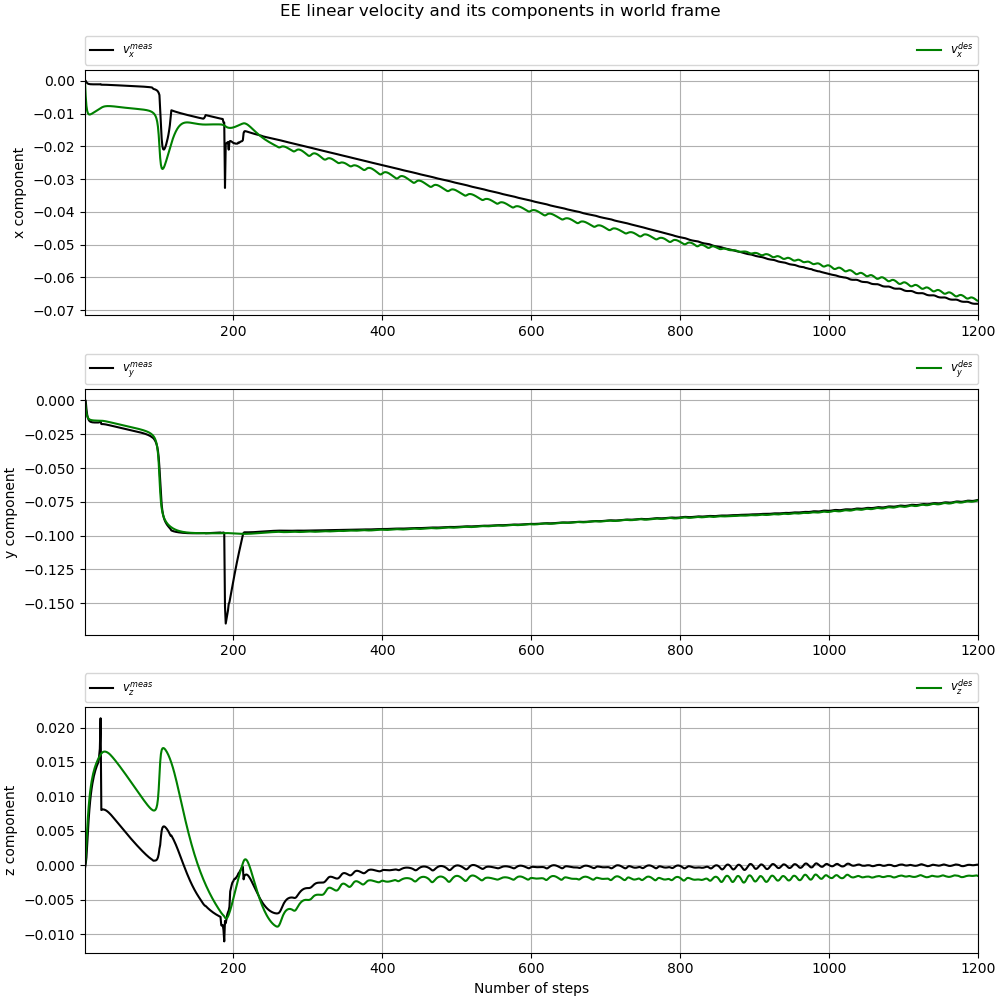 EE linear velocity and its components in world frame
v_x^{meas} v_x^{des}
0.00
−0.01
−0.02
−0.03
−0.04
−0.05
−0.06
−0.07
x component
200 400 600 800 1000 1200
v_y^{meas} v_y^{des}
0.000
−0.025
−0.050
−0.075
−0.100
−0.125
−0.150
y component
200 400 600 800 1000 1200
v_z^{meas} v_z^{des}
0.020
0.015
0.010
0.005
0.000
−0.005
−0.010
z component
200 400 600 800 1000 1200
Number of steps